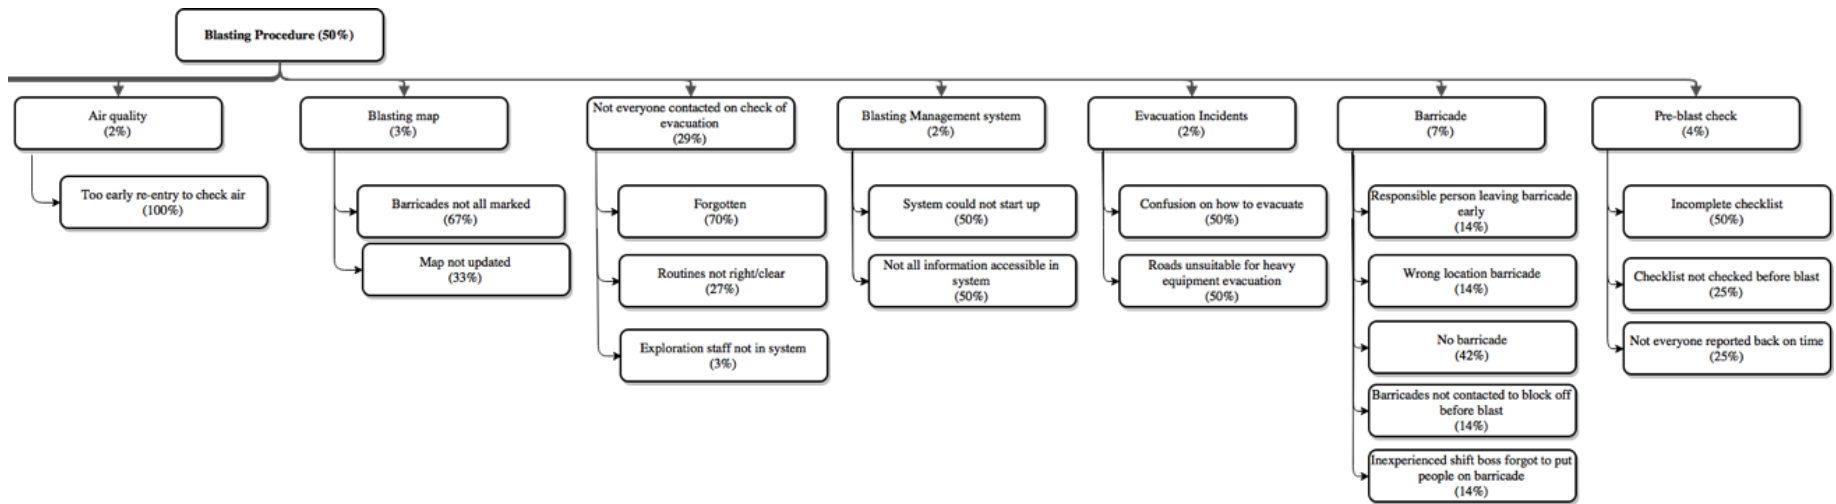 Blasting Procedure (50%)
Air quality
(2%)
Too early re-entry to check air
(100%)
Blasting map
(3%)
Barricades not all marked
(67%)
Map not updated
(33%)
Not everyone contacted on check of
evacuation
(29%)
Forgotten
(70%)
Routines not right/clear
(27%)
Exploration staff not in system
(3%)
Blasting Management system
(2%)
System could not start up
(50%)
Not all information accessible in
system
(50%)
Evacuation Incidents
(2%)
Confusion on how to evacuate
(50%)
Roads unsuitable for heavy
equipment evacuation
(50%)
Barricade
(7%)
Responsible person leaving barricade
early
(14%)
Wrong location barricade
(14%)
No barricade
(42%)
Barricades not contacted to block off
before blast
(14%)
Inexperienced shift boss forgot to put
people on barricade
(14%)
Pre-blast check
(4%)
Incomplete checklist
(50%)
Checklist not checked before blast
(25%)
Not everyone reported back on time
(25%)